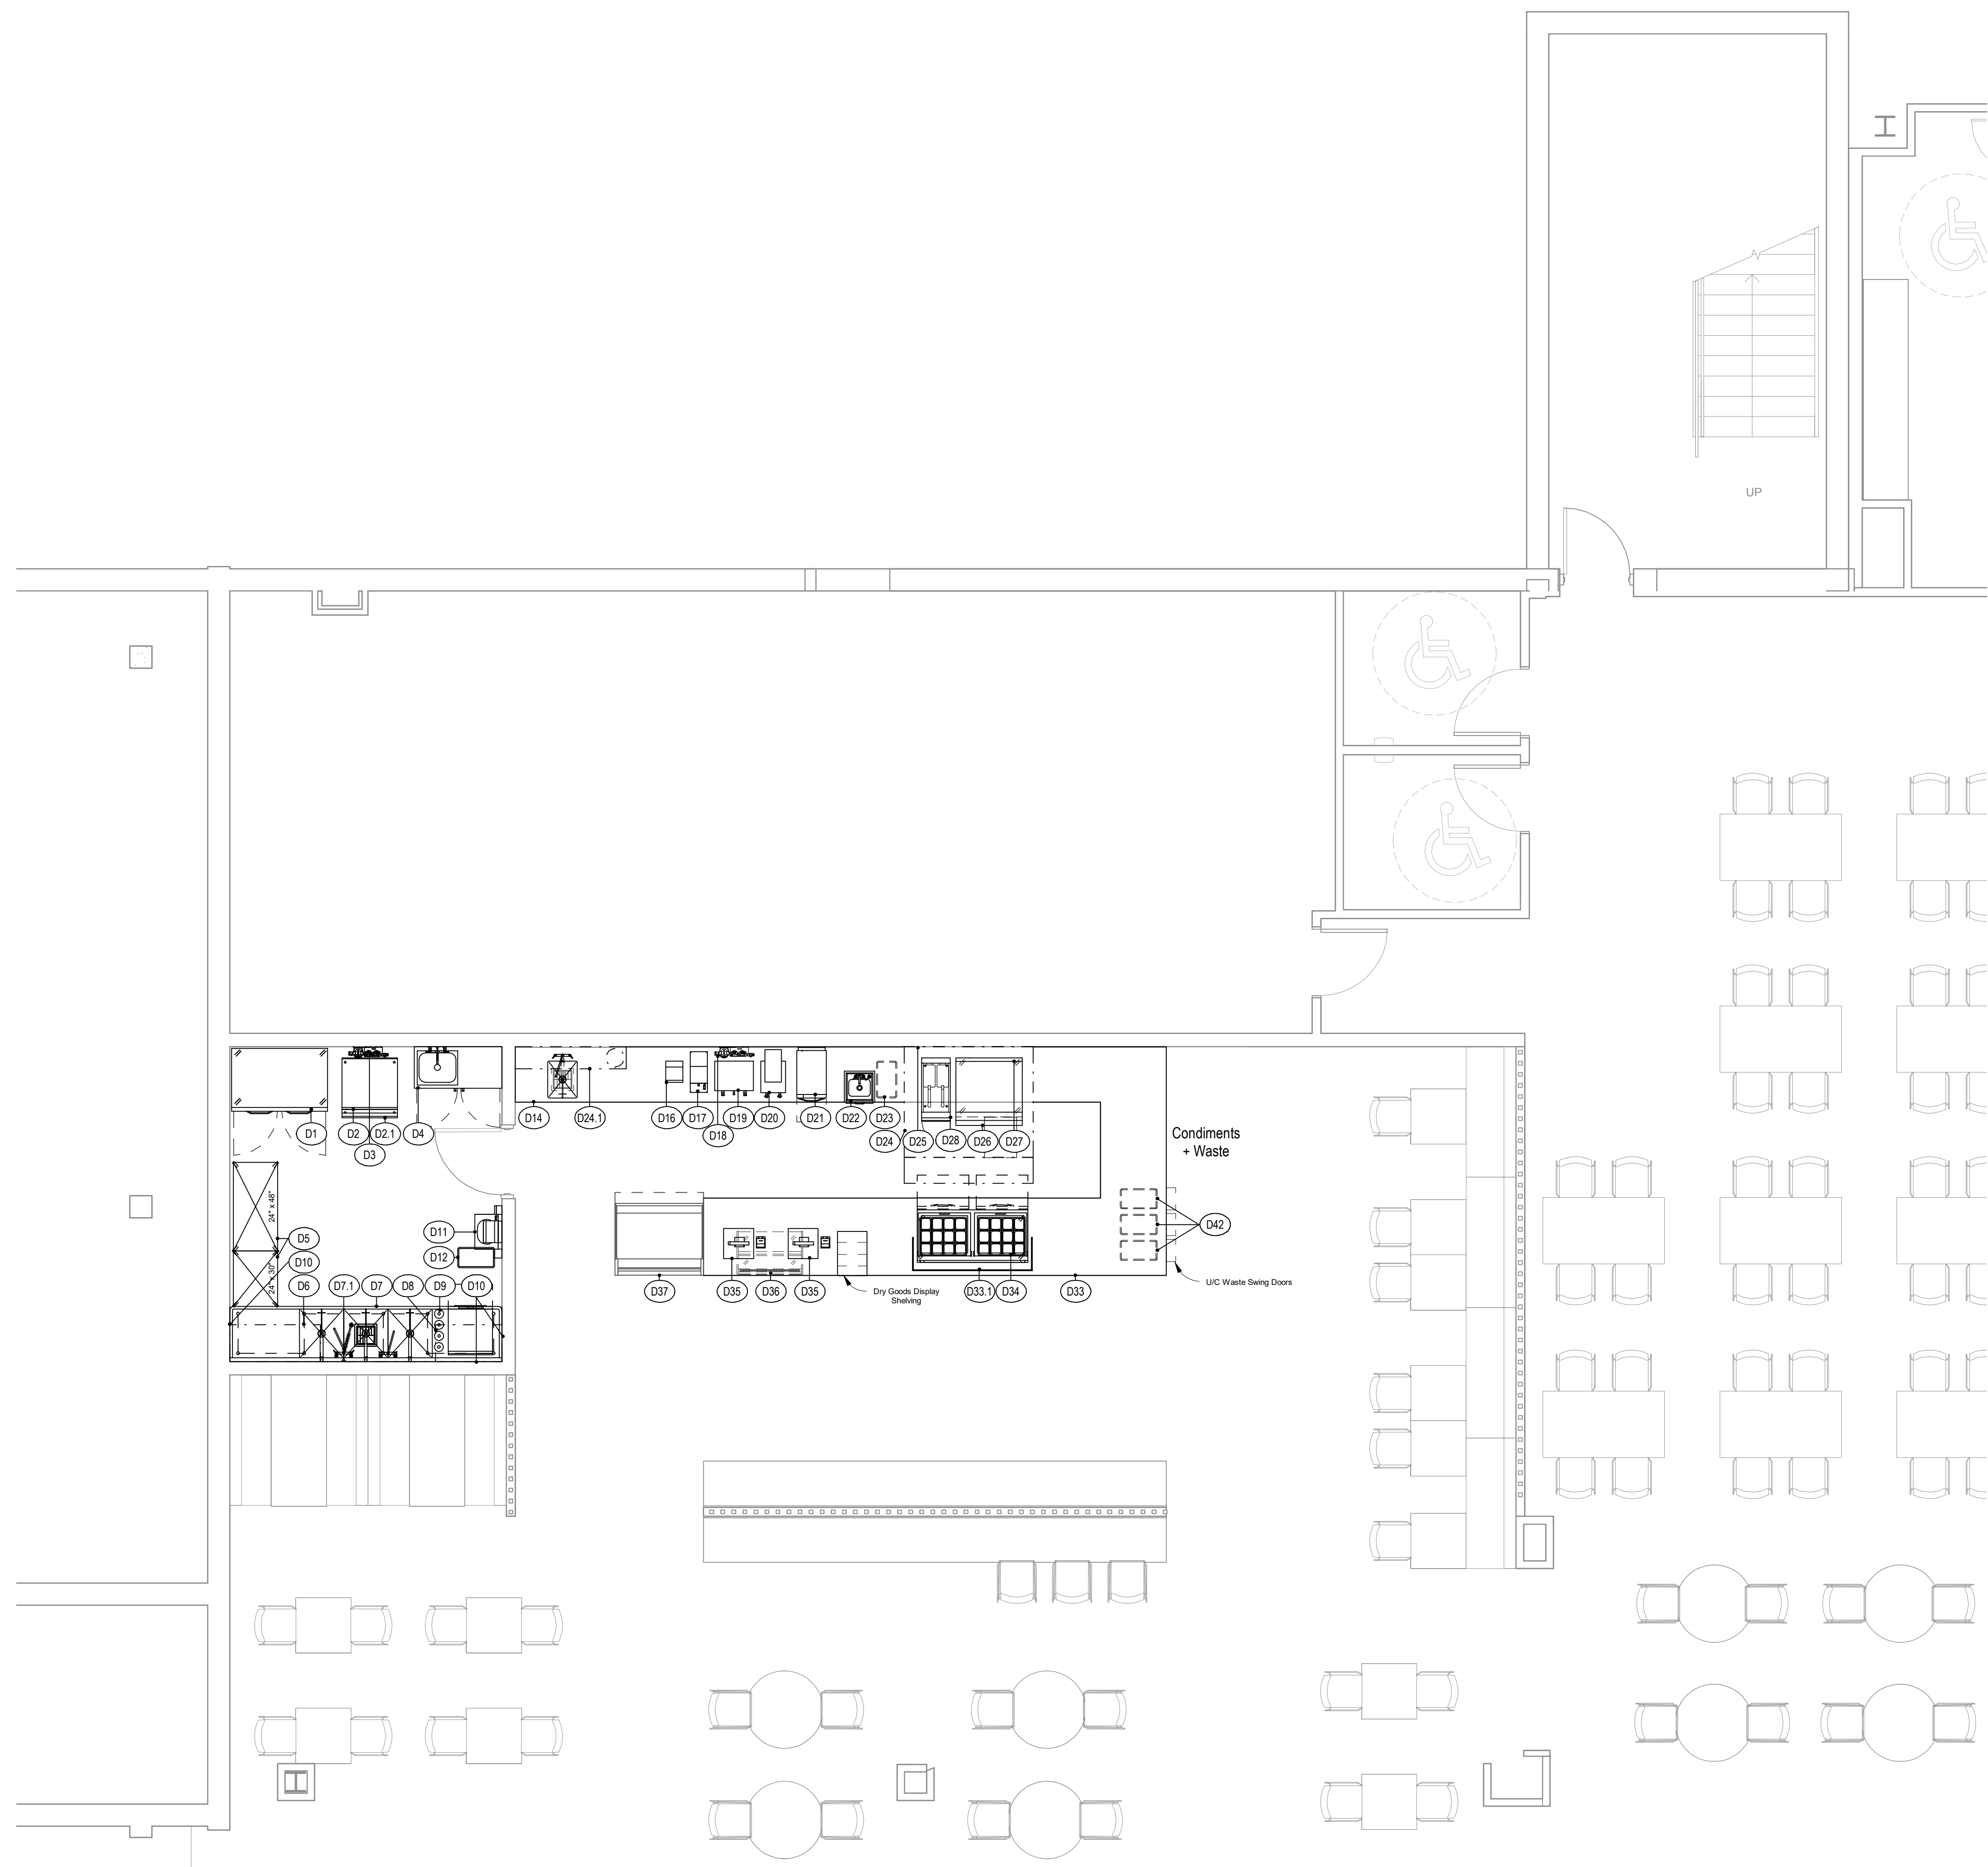 UP
D1
D2
D2.1
D3
D4
D14
D24.1
D16
D17
D18
D19
D20
D21
D22
D23
D24
D25
D28
D26
D27
Condiments
+ Waste
24" x 48"
24" x 30"
D5
D10
D6
D7.1
D7
D8
D9
D10
D11
D12
D42
D37
D35
D36
D35
Dry Goods Display
Shelving
D33.1
D34
D33
U/C Waste Swing Doors